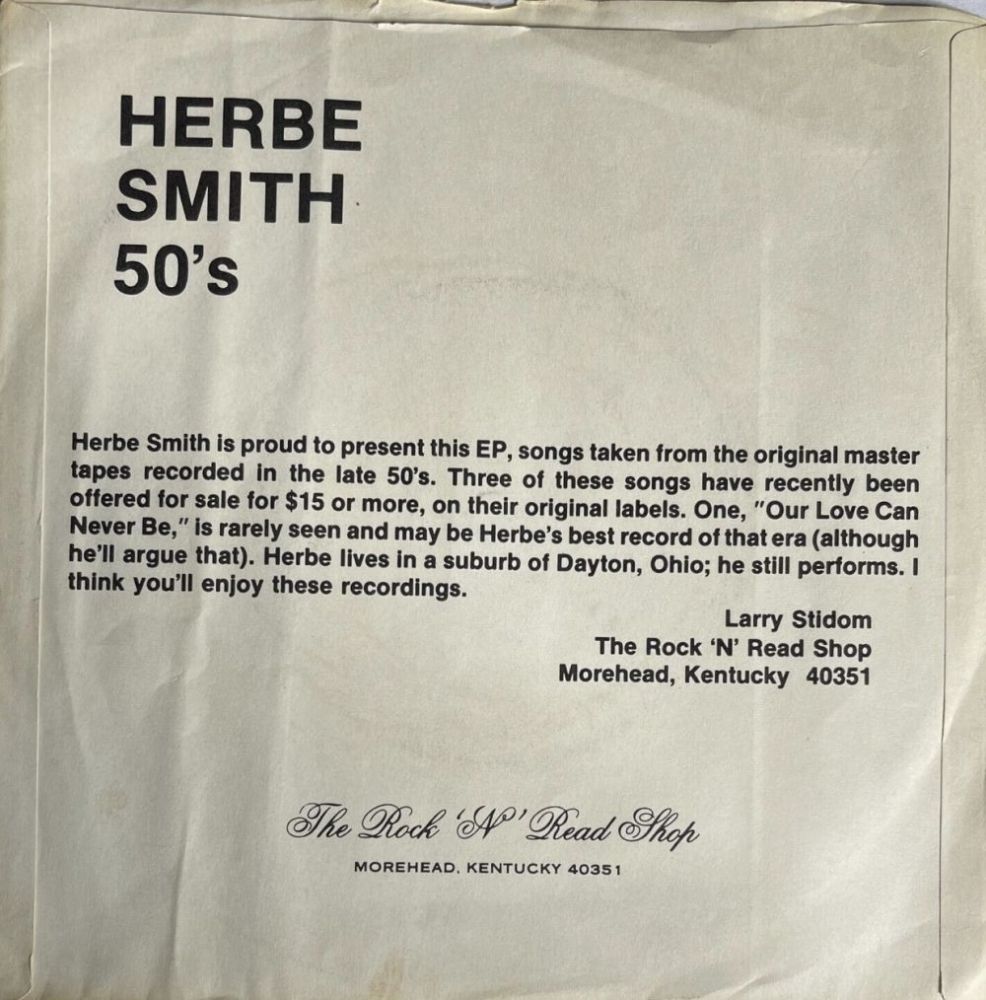 HERBE
SMITH
50's
Herbe Smith is proud to present this EP, songs taken from the original master
tapes recorded in the late 50's. Three of these songs have recently been
offered for sale for $15 or more, on their original labels. One, "Our Love Can
Never Be," is rarely seen and may be Herbe's best record of that era (although
he'll argue that). Herbe lives in a suburb of Dayton, Ohio; he still performs. I
think you'll enjoy these recordings.
Larry Stidom
The Rock 'N' Read Shop
Morehead, Kentucky 40351
The Rock 'N' Read Shop
MOREHEAD, KENTUCKY 40351